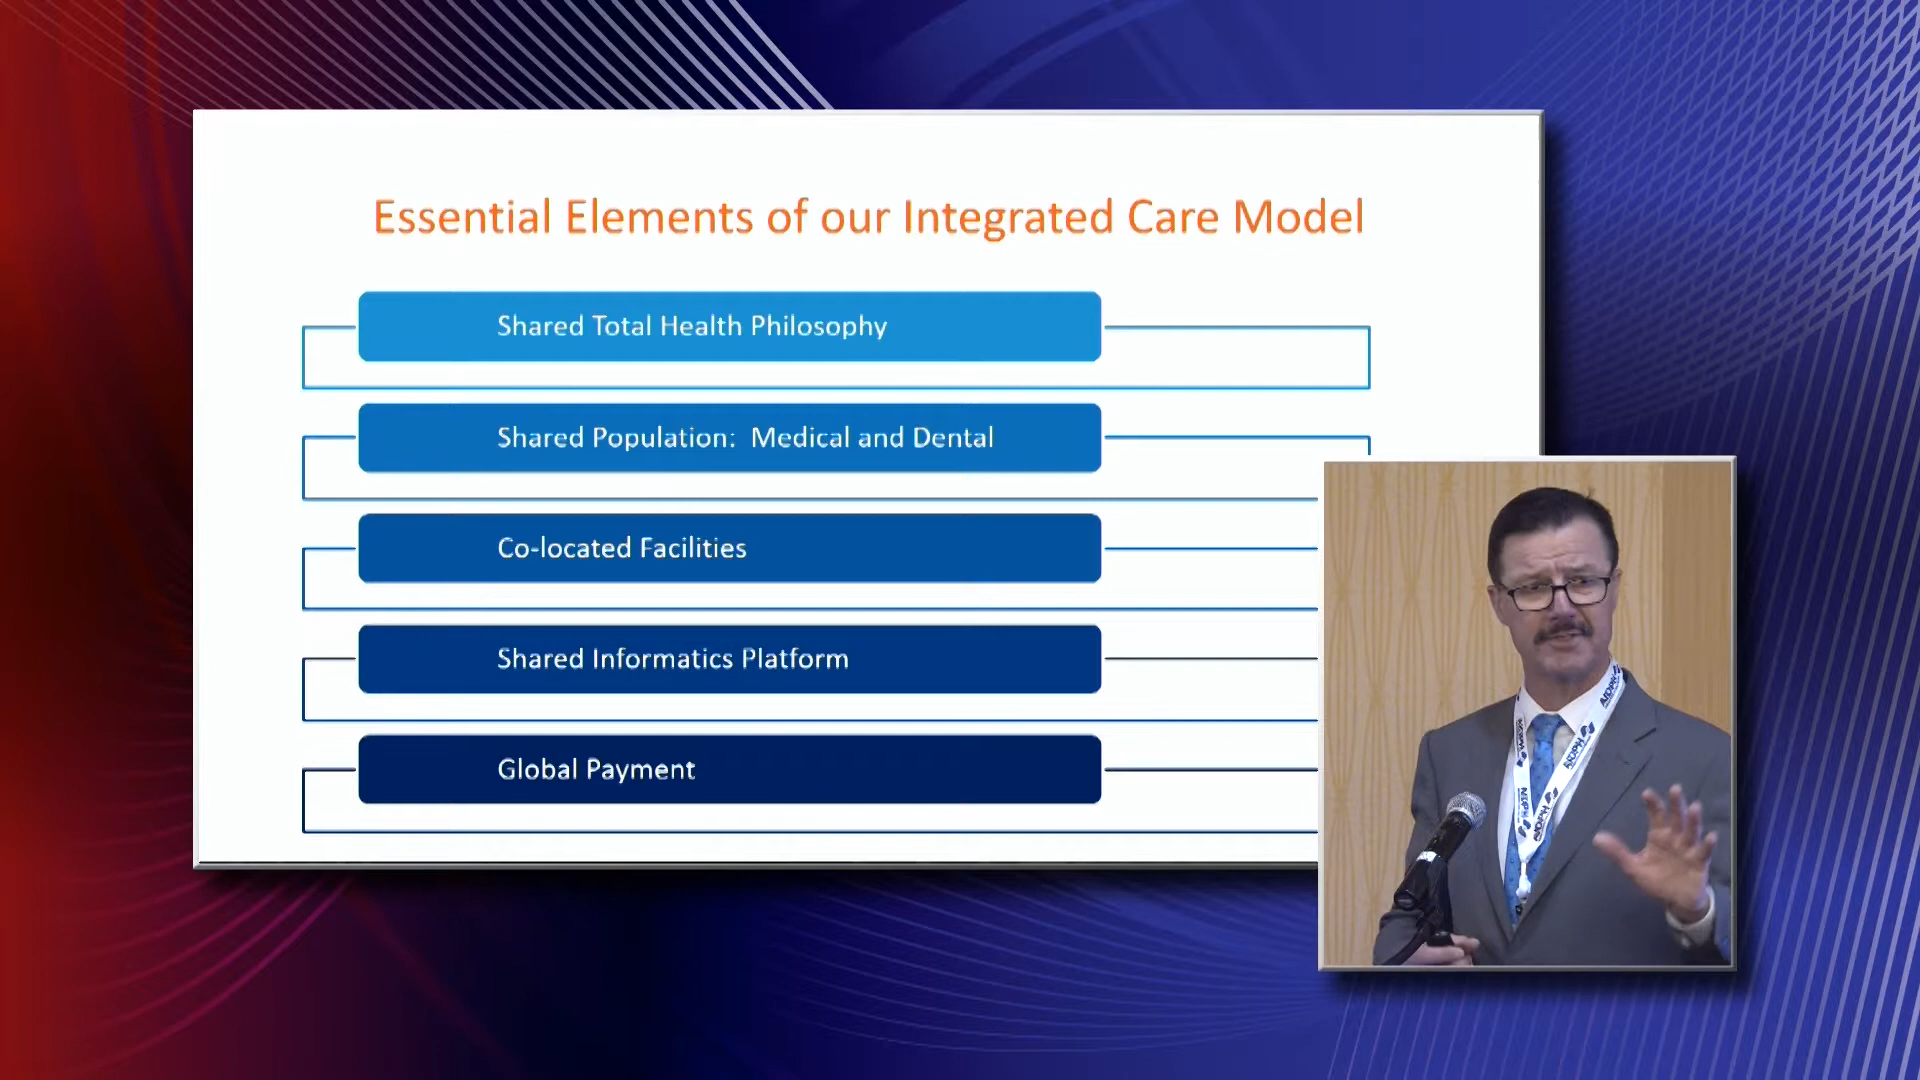 Essential Elements of our Integrated Care Model
Shared Total Health Philosophy
Shared Population:  Medical and Dental
Co-located Facilities
Shared Informatics Platform
Global Payment